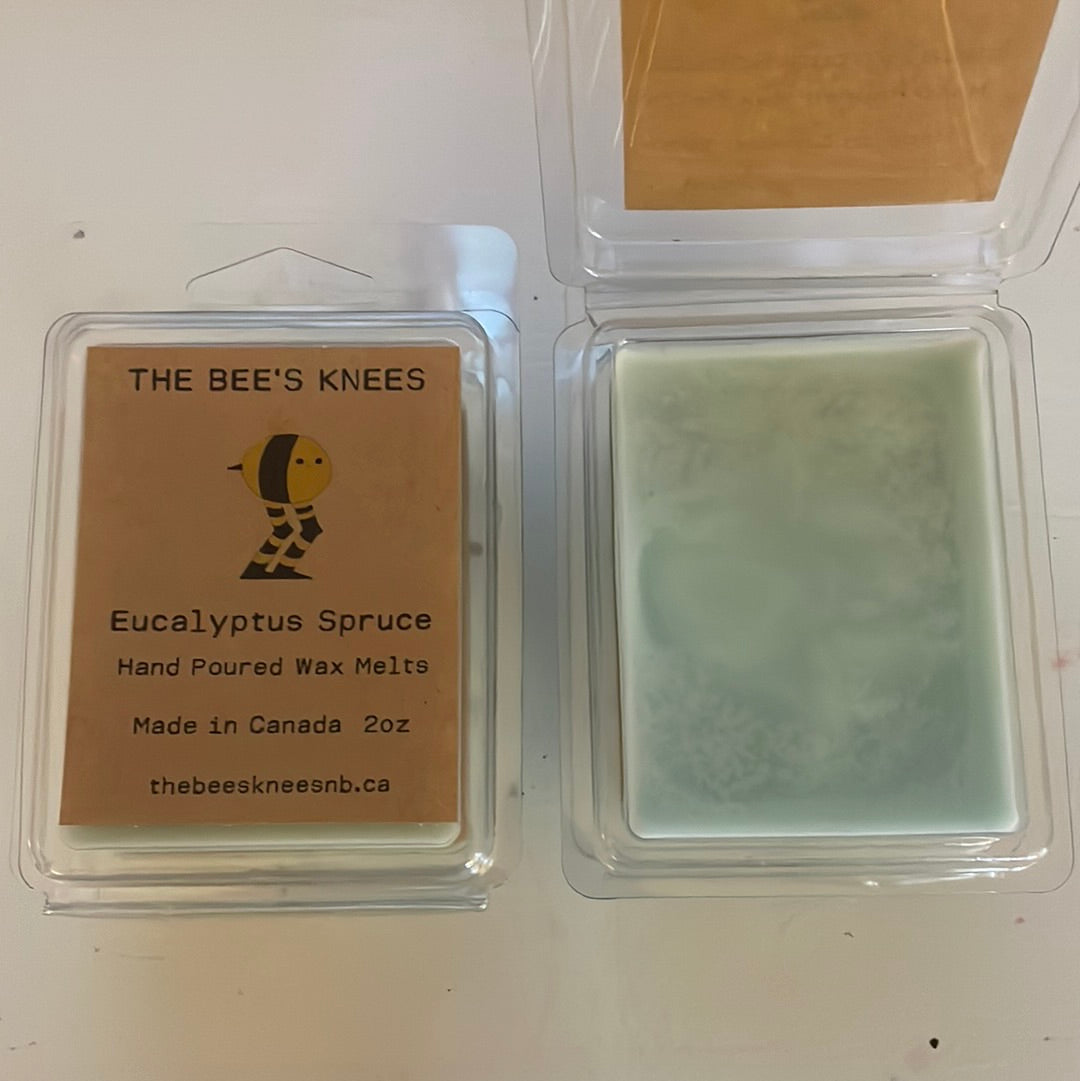 THE BEE'S KNEES
Eucalyptus Spruce
Hand Poured Wax Melts
Made in Canada 2oz
thebeeskneesnb.ca